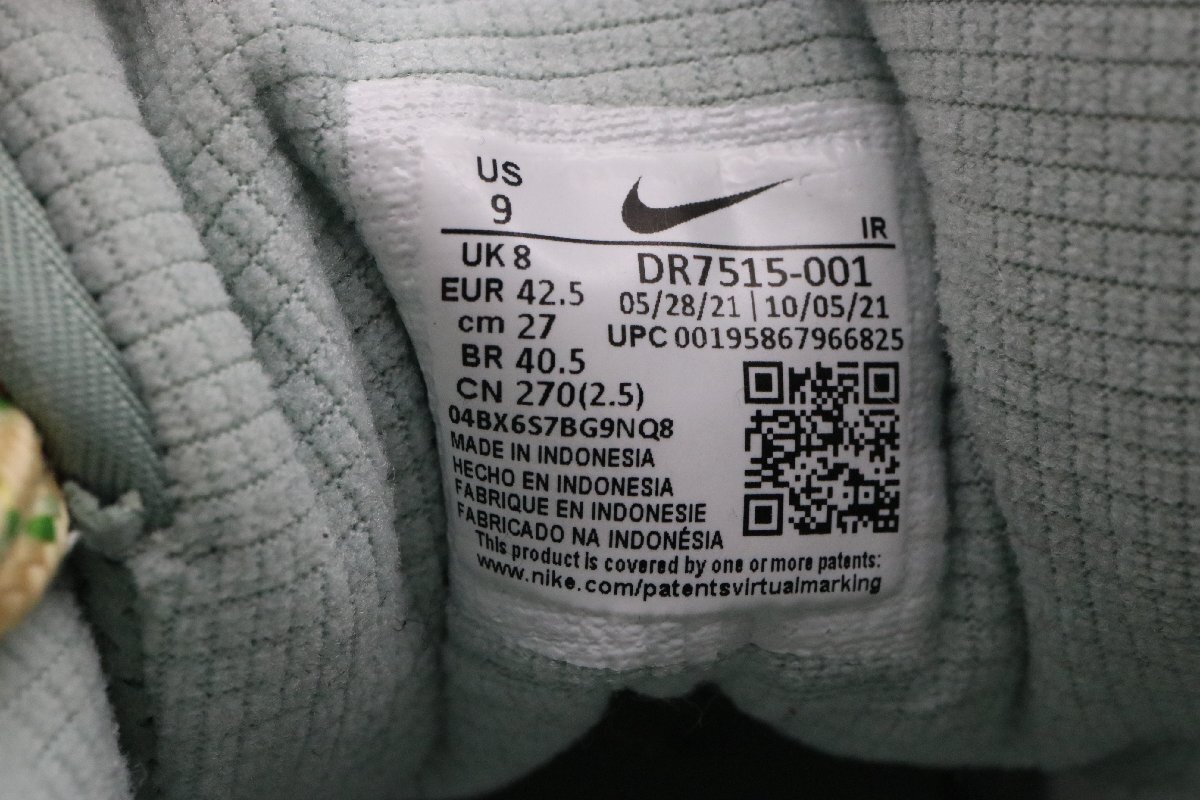 US
9
IR
UK 8
EUR 42.5
cm 27
BR 40.5
CN 270(2.5)
04BX6S7BG9NQ8
MADE IN INDONESIA
HECHO EN INDONESIA
FABRIQUE EN INDONESIE
FABRICADO NA INDONÉSIA
DR7515-001
05/28/21 | 10/05/21
UPC 00195867966825
This product is covered by one or more patents:
www.nike.com/patentsvirtualmarking